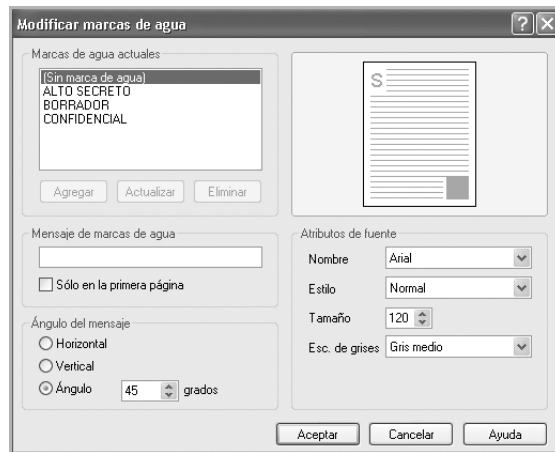 Modificar marcas de agua
Marcas de agua actuales
(Sin marca de agua)
ALTO SECRETO
BORRADOR
CONFIDENCIAL
Agregar Actualizar Eliminar
S
Mensaje de marcas de agua
Sólo en la primera página
Ángulo del mensaje
Horizontal
Vertical
Ángulo 45 grados
Atributos de fuente
Nombre Arial
Estilo Normal
Tamaño 120
Esc. de grises Gris medio
Aceptar Cancelar Ayuda